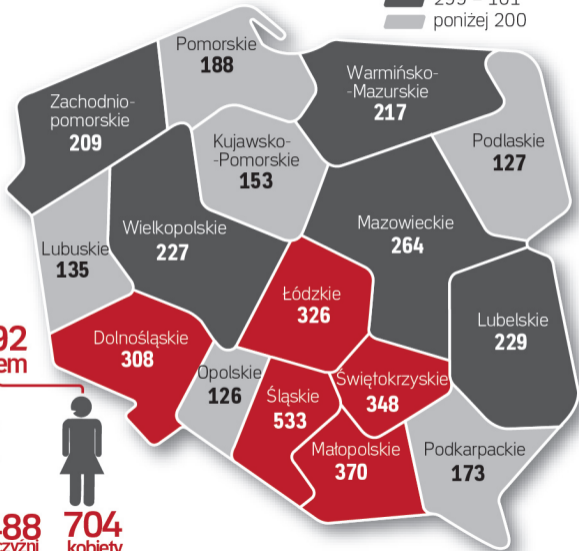 poniżej 200
Pomorskie
188
Warmińsko-
-Mazurskie
217
Zachodnio-
pomorskie
209
Kujawsko-
-Pomorskie
153
Podlaskie
127
Wielkopolskie
227
Mazowieckie
264
Lubuskie
135
Łódzkie
326
Lubelskie
229
Dolnośląskie
308
Opolskie
126
Śląskie
533
Świętokrzyskie
348
Małopolskie
370
Podkarpackie
173
704
kobiety